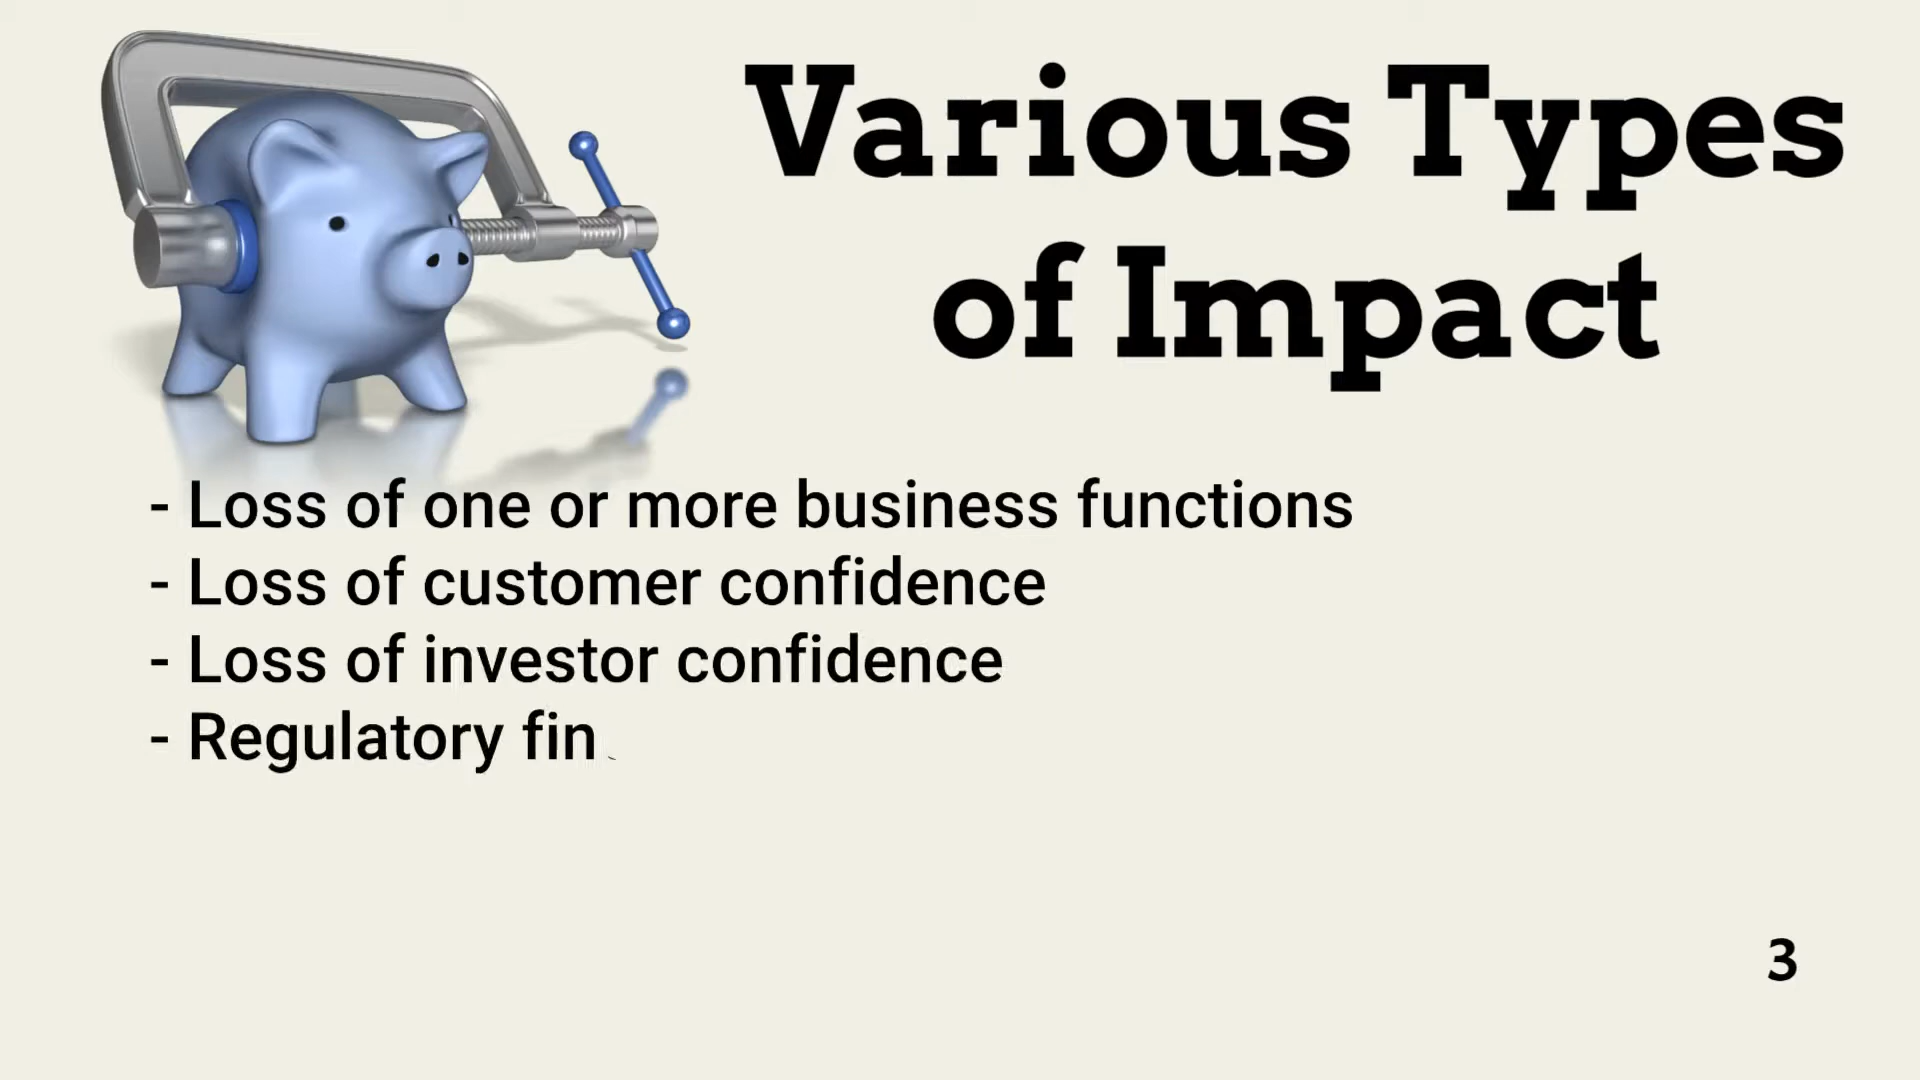 Various Types
of Impact
- Loss of one or more business functions
- Loss of customer confidence
- Loss of investor confidence
- Regulatory fin
3